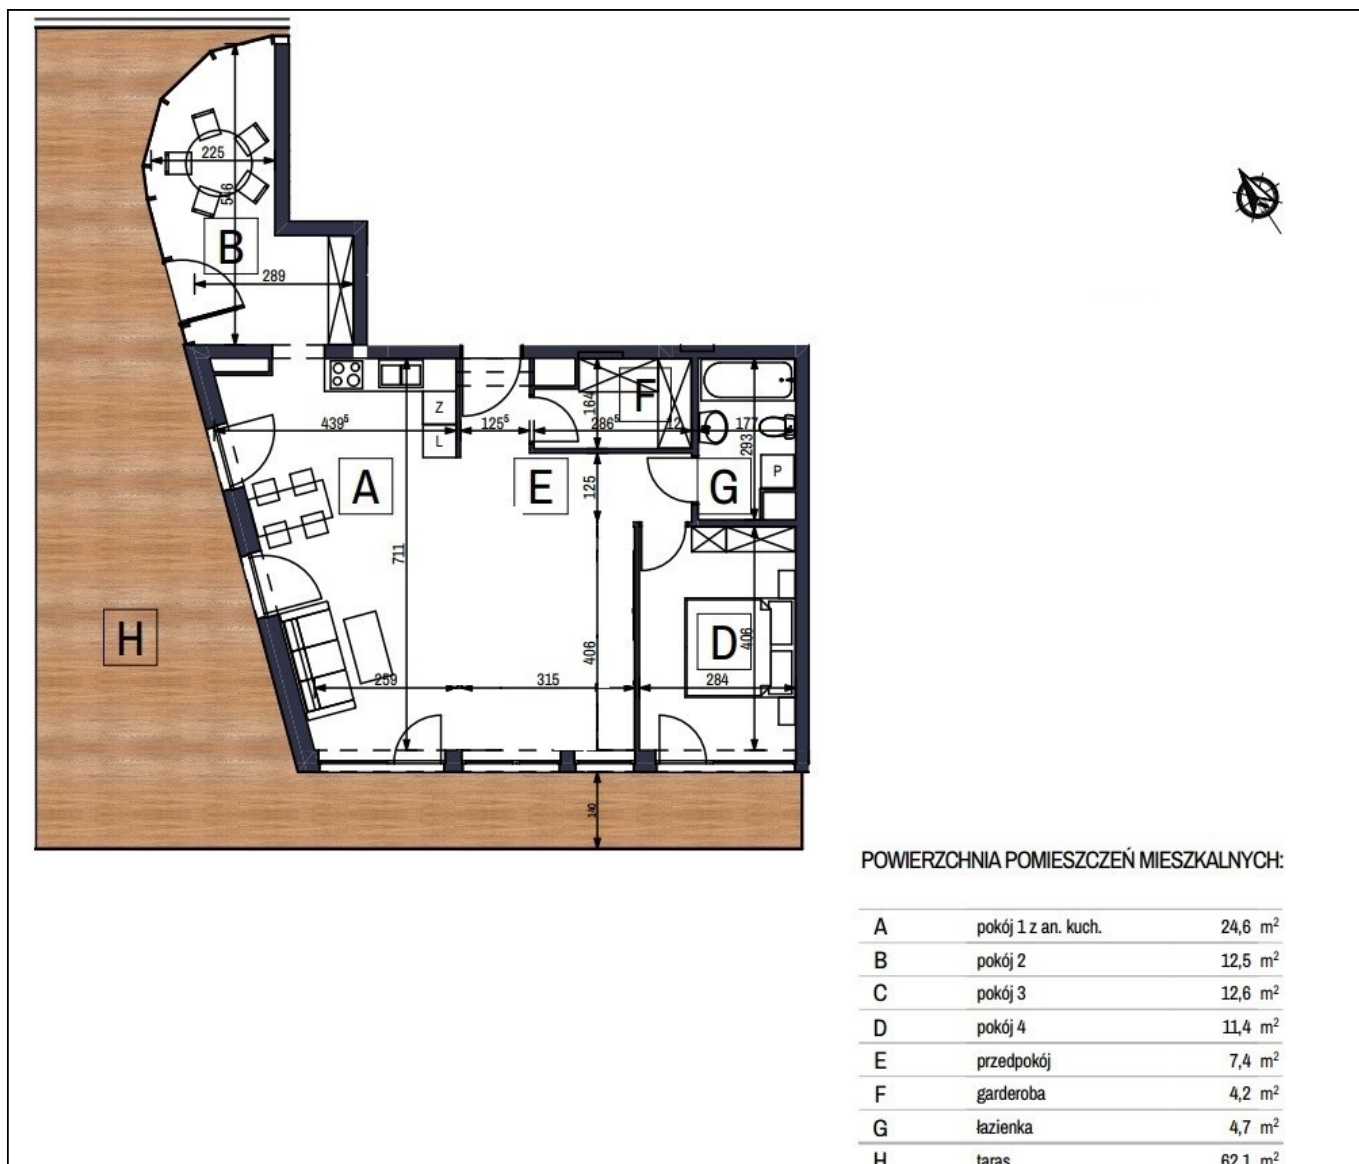 225
546
B
289
Z
L
439⁵
125⁵
164
F
286⁵
12
177
293
P
A
E
125
G
711
H
406
D
406
259
315
284
140
POWIERZCHNIA POMIESZCZEŃ MIESZKALNYCH:
A pokój 1 z an. kuch. 24,6 m²
B pokój 2 12,5 m²
C pokój 3 12,6 m²
D pokój 4 11,4 m²
E przedpokój 7,4 m²
F garderoba 4,2 m²
G łazienka 4,7 m²
H taras 62,1 m²